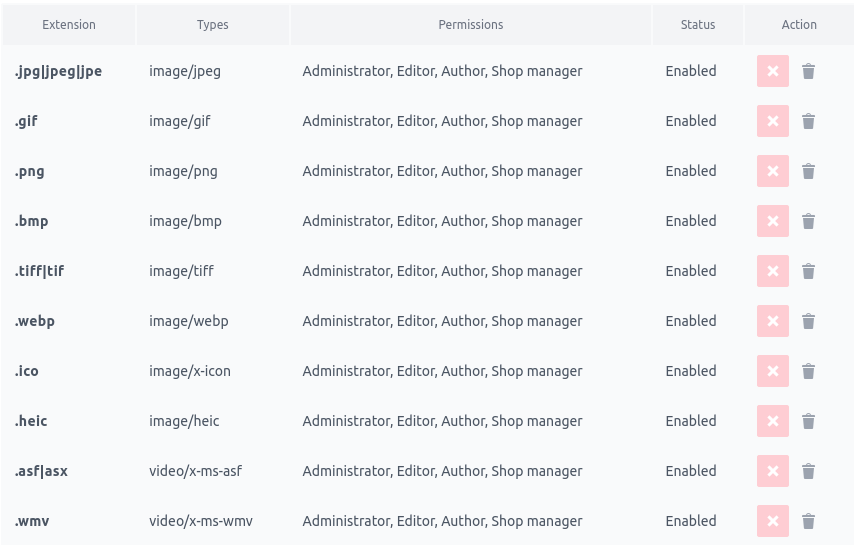 Extension Types Permissions Status Action
.jpg|jpeg|jpe image/jpeg Administrator, Editor, Author, Shop manager Enabled
.gif image/gif Administrator, Editor, Author, Shop manager Enabled
.png image/png Administrator, Editor, Author, Shop manager Enabled
.bmp image/bmp Administrator, Editor, Author, Shop manager Enabled
.tiff|tif image/tiff Administrator, Editor, Author, Shop manager Enabled
.webp image/webp Administrator, Editor, Author, Shop manager Enabled
.ico image/x-icon Administrator, Editor, Author, Shop manager Enabled
.heic image/heic Administrator, Editor, Author, Shop manager Enabled
.asf|asx video/x-ms-asf Administrator, Editor, Author, Shop manager Enabled
.wmv video/x-ms-wmv Administrator, Editor, Author, Shop manager Enabled